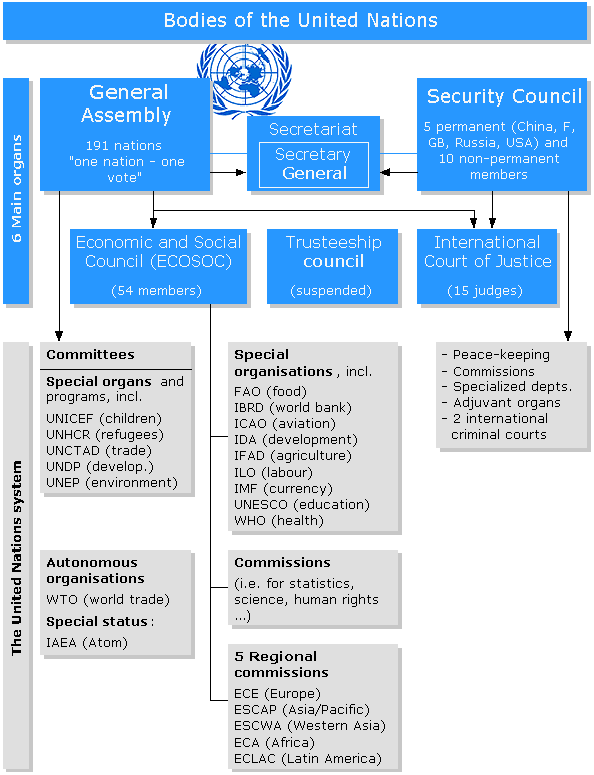 Bodies of the United Nations
6 Main organs
General
Assembly
191 nations
"one nation – one
vote"
Secretariat
Secretary
General
Security Council
5 permanent (China, F,
GB, Russia, USA) and
10 non-permanent
members
Economic and Social
Council (ECOSOC)
(54 members)
Trusteeship
council
(suspended)
International
Court of Justice
(15 judges)
The United Nations system
Committees
Special organs and
programs, incl.
UNICEF (children)
UNHCR (refugees)
UNCTAD (trade)
UNDP (develop.)
UNEP (environment)
Autonomous
organisations
WTO (world trade)
Special status:
IAEA (Atom)
Special
organisations, incl.
FAO (food)
IBRD (world bank)
ICAO (aviation)
IDA (development)
IFAD (agriculture)
ILO (labour)
IMF (currency)
UNESCO (education)
WHO (health)
Commissions
(i.e. for statistics,
science, human rights
...)
5 Regional
commissions
ECE (Europe)
ESCAP (Asia/Pacific)
ESCWA (Western Asia)
ECA (Africa)
ECLAC (Latin America)
- Peace-keeping
- Commissions
- Specialized depts.
- Adjuvant organs
- 2 international
criminal courts